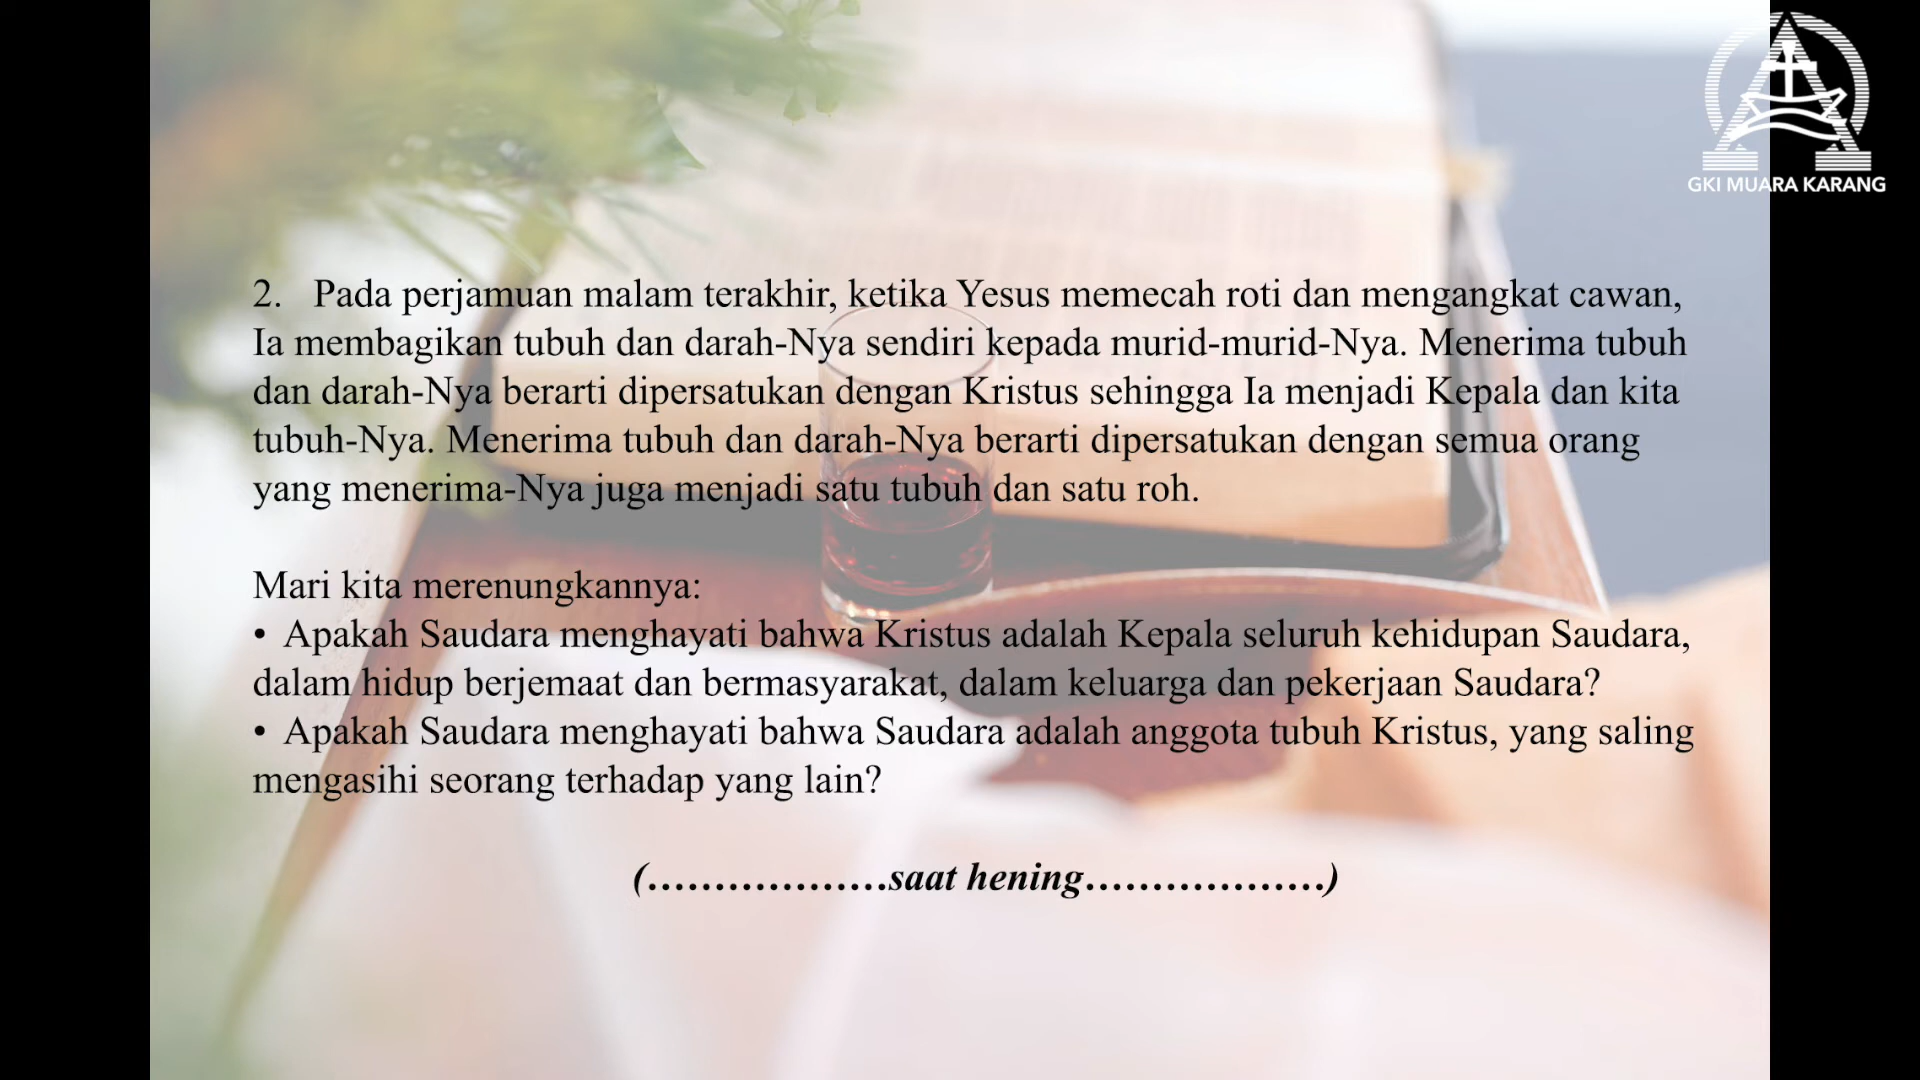 GKI MUARA KARANG
2. Pada perjamuan malam terakhir, ketika Yesus memecah roti dan mengangkat cawan,
Ia membagikan tubuh dan darah-Nya sendiri kepada murid-murid-Nya. Menerima tubuh
dan darah-Nya berarti dipersatukan dengan Kristus sehingga Ia menjadi Kepala dan kita
tubuh-Nya. Menerima tubuh dan darah-Nya berarti dipersatukan dengan semua orang
yang menerima-Nya juga menjadi satu tubuh dan satu roh.
Mari kita merenungkannya:
• Apakah Saudara menghayati bahwa Kristus adalah Kepala seluruh kehidupan Saudara,
dalam hidup berjemaat dan bermasyarakat, dalam keluarga dan pekerjaan Saudara?
• Apakah Saudara menghayati bahwa Saudara adalah anggota tubuh Kristus, yang saling
mengasihi seorang terhadap yang lain?
(………………saat hening………………)